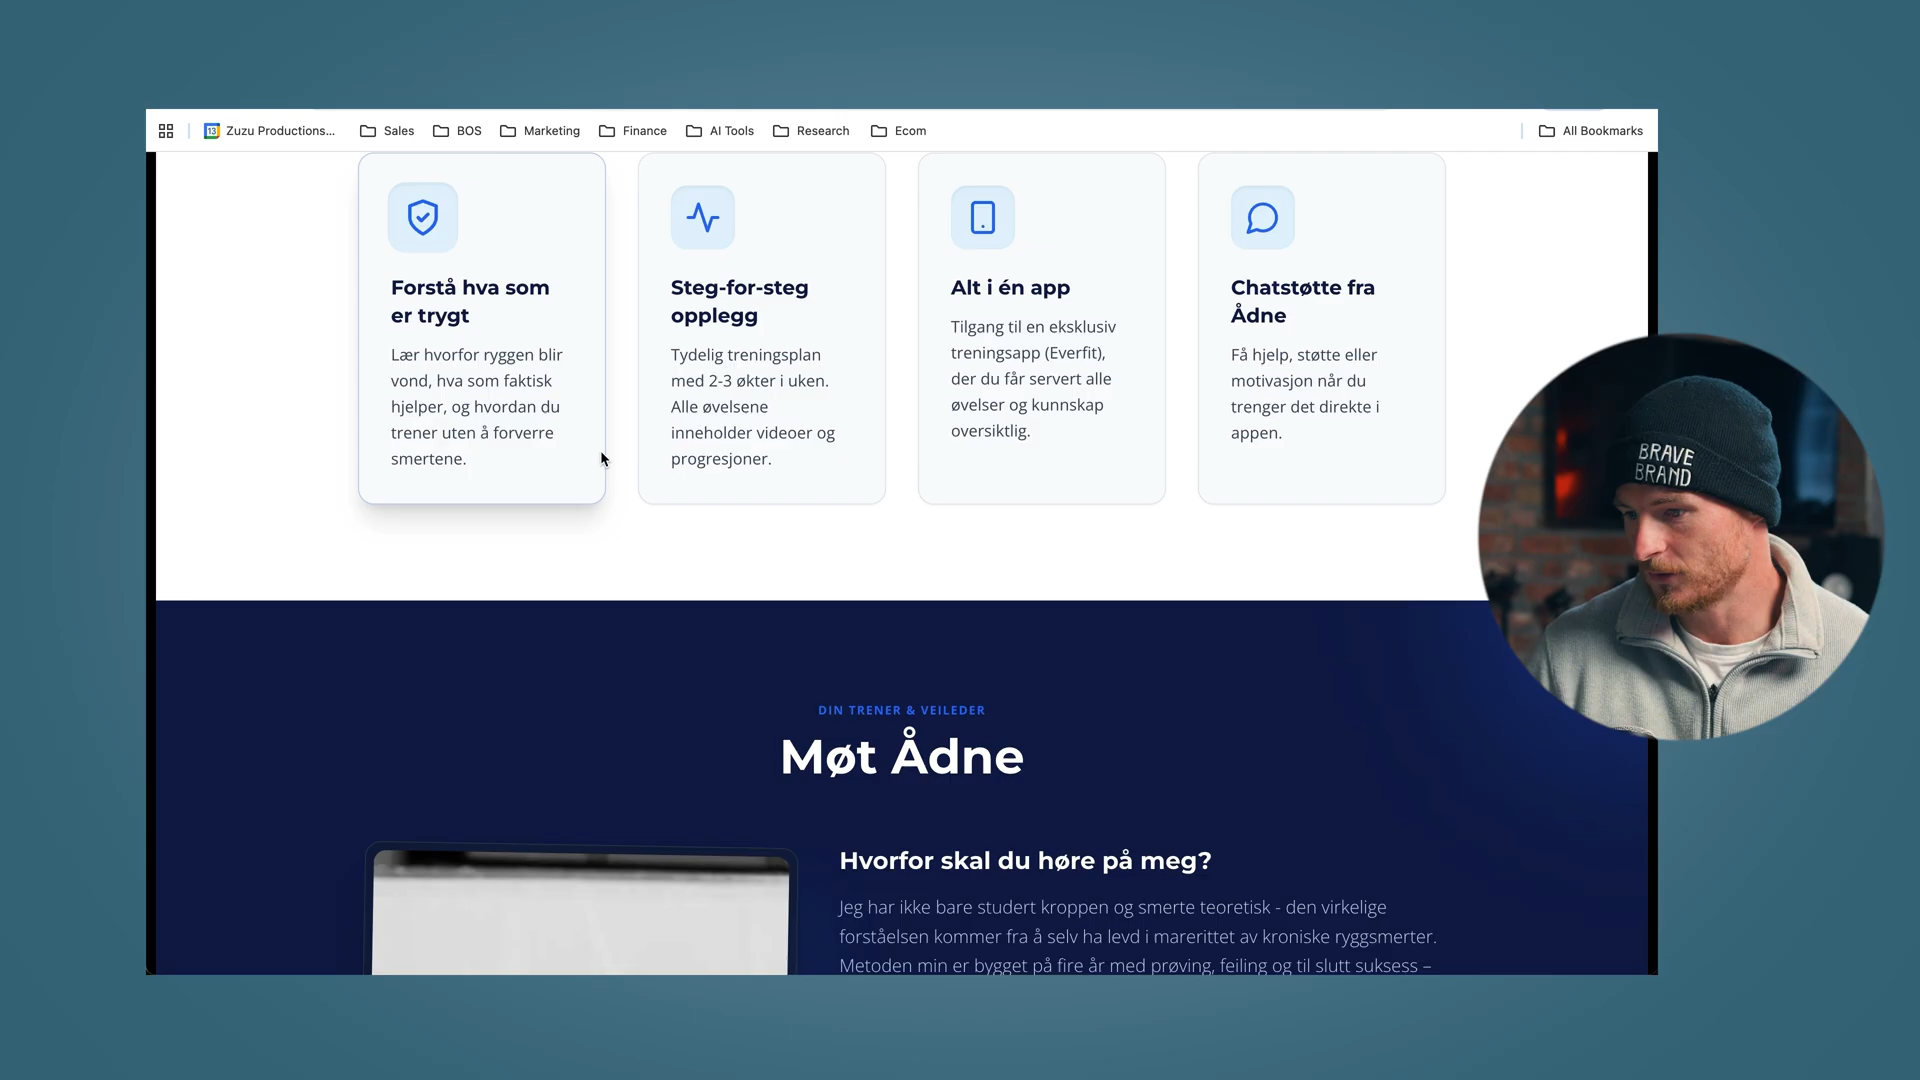 13 Zuzu Productions... Sales BOS Marketing Finance AI Tools Research Ecom All Bookmarks
Forstå hva som
er trygt
Lær hvorfor ryggen blir
vond, hva som faktisk
hjelper, og hvordan du
trener uten å forverre
smertene.
Steg-for-steg
opplegg
Tydelig treningsplan
med 2-3 økter i uken.
Alle øvelsene
inneholder videoer og
progresjoner.
Alt i én app
Tilgang til en eksklusiv
treningsapp (Everfit),
der du får servert alle
øvelser og kunnskap
oversiktlig.
Chatstøtte fra
Ådne
Få hjelp, støtte eller
motivasjon når du
trenger det direkte i
appen.
BRAVE
BRAND
DIN TRENER & VEILEDER
Møt Ådne
Hvorfor skal du høre på meg?
Jeg har ikke bare studert kroppen og smerte teoretisk - den virkelige
forståelsen kommer fra å selv ha levd i marerittet av kroniske ryggsmerter.
Metoden min er bygget på fire år med prøving, feiling og til slutt suksess –